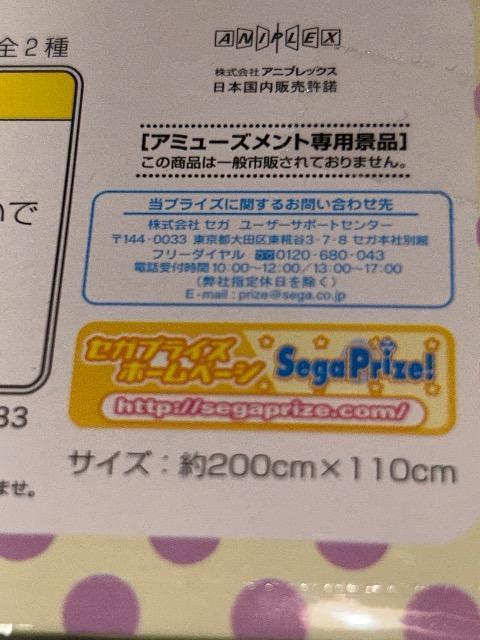 全2種
ANIPLEX
株式会社 アニプレックス
日本国内販売許諾
[アミューズメント専用景品]
この商品は一般市販されておりません。
いで
当プライズに関するお問い合わせ先
株式会社 セガ ユーザーサポートセンター
〒144-0033 東京都大田区東糀谷3-7-8 セガ本社別館
フリーダイヤル 0120-680-043
電話受付時間 10:00〜12:00/13:00〜17:00
(弊社指定休日を除く)
E-mail : prize@sega.co.jp
セガプライズ
ホームページ
SegaPrize!
http://segaprize.com/
33
サイズ：約200cm×110cm
ません。